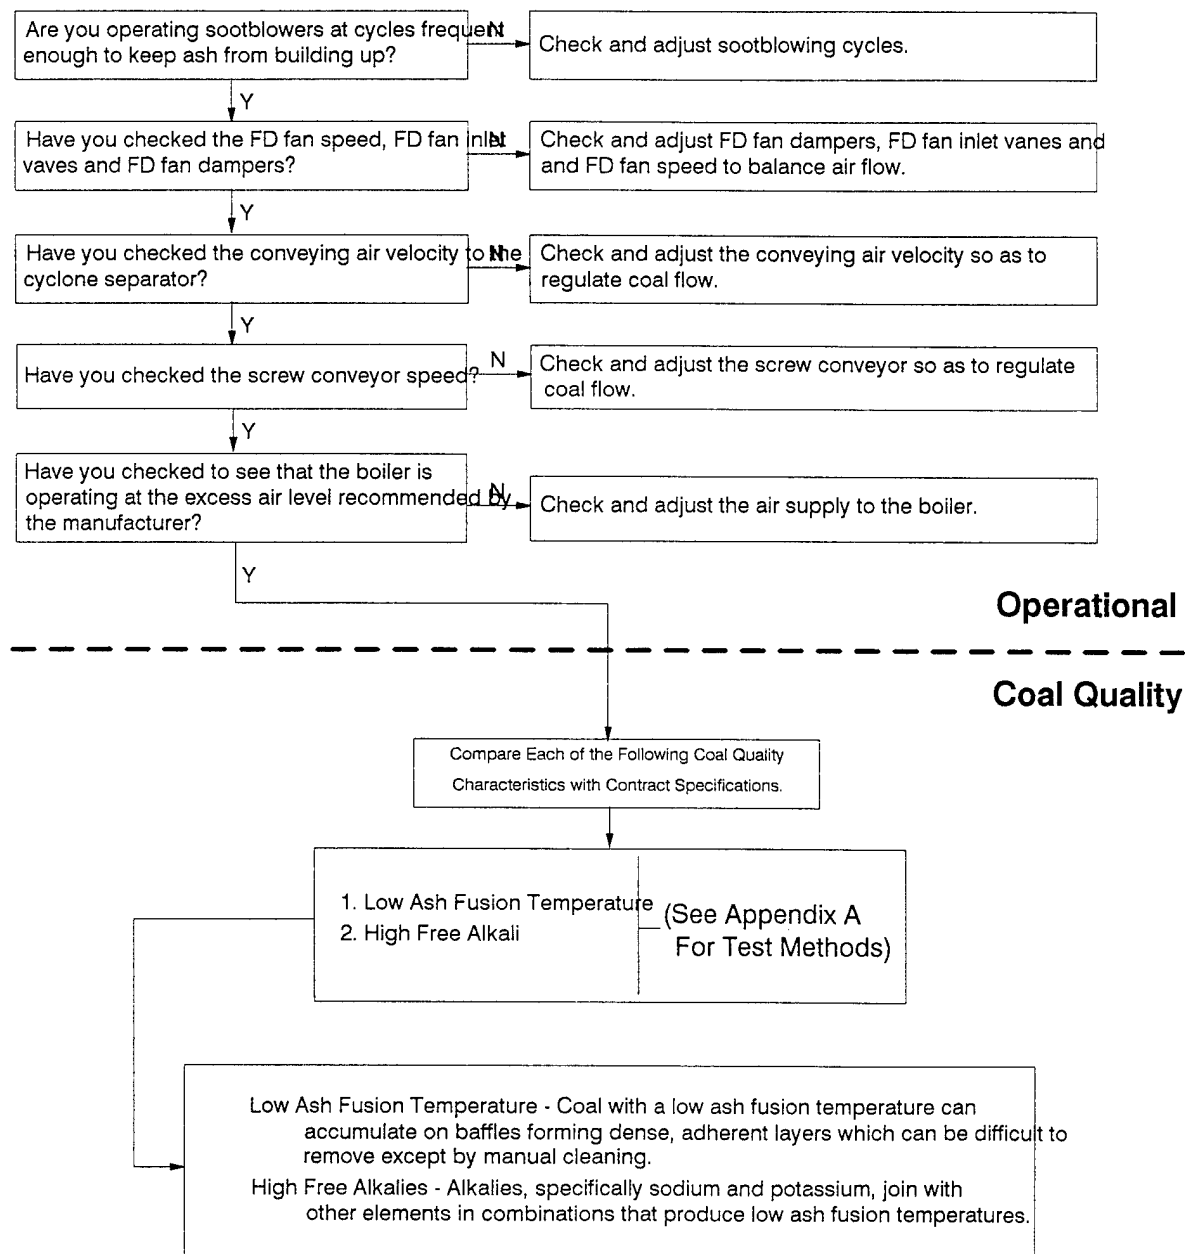 Are you operating sootblowers at cycles frequent
enough to keep ash from building up?
N
Check and adjust sootblowing cycles.
Y
Have you checked the FD fan speed, FD fan inlet
vaves and FD fan dampers?
N
Check and adjust FD fan dampers, FD fan inlet vanes and
and FD fan speed to balance air flow.
Y
Have you checked the conveying air velocity to the
cyclone separator?
N
Check and adjust the conveying air velocity so as to
regulate coal flow.
Y
Have you checked the screw conveyor speed?
N
Check and adjust the screw conveyor so as to regulate
coal flow.
Y
Have you checked to see that the boiler is
operating at the excess air level recommended by
the manufacturer?
N
Check and adjust the air supply to the boiler.
Y
Operational
Coal Quality
Compare Each of the Following Coal Quality
Characteristics with Contract Specifications.
1. Low Ash Fusion Temperature
2. High Free Alkali
(See Appendix A
For Test Methods)
Low Ash Fusion Temperature - Coal with a low ash fusion temperature can
accumulate on baffles forming dense, adherent layers which can be difficult to
remove except by manual cleaning.
High Free Alkalies - Alkalies, specifically sodium and potassium, join with
other elements in combinations that produce low ash fusion temperatures.